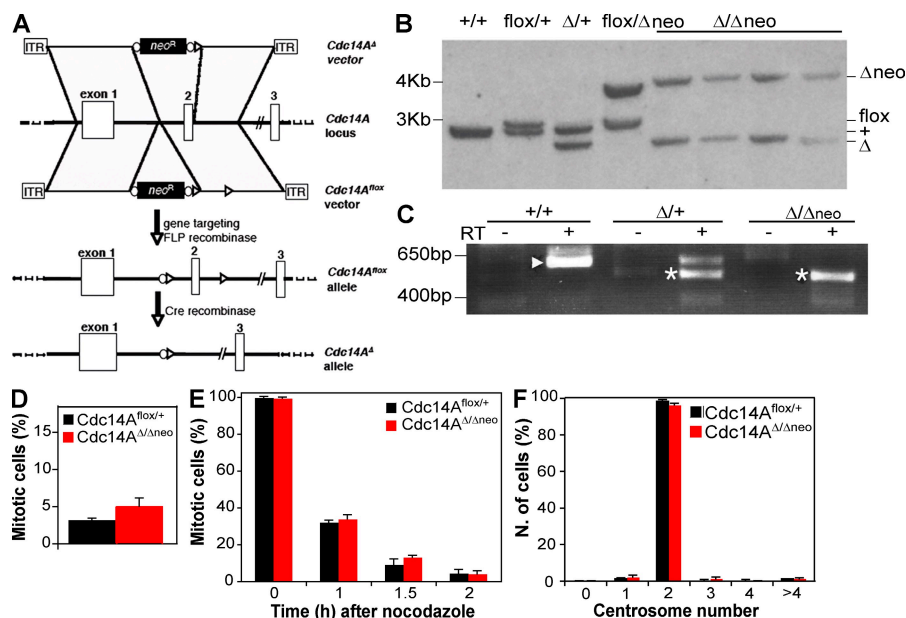 A
ITR
neoR
ITR
Cdc14AΔ
vector
exon 1
2
3
Cdc14A
locus
ITR
neoR
ITR
Cdc14Aflox
vector
gene targeting
FLP recombinase
exon 1
2
3
Cdc14Aflox
allele
Cre recombinase
exon 1
3
Cdc14AΔ
allele
B
+/+ flox/+ Δ/+ flox/Δneo Δ/Δneo
4Kb
3Kb
Δneo
flox
+
Δ
C
+/+ Δ/+ Δ/Δneo
RT - + - + - +
650bp
400bp
* *
D
Mitotic cells (%)
15
10
5
0
Cdc14Aflox/+
Cdc14AΔ/Δneo
E
Mitotic cells (%)
100
80
60
40
20
0
Cdc14Aflox/+
Cdc14AΔ/Δneo
0 1 1.5 2
Time (h) after nocodazole
F
N. of cells (%)
100
80
60
40
20
0
Cdc14Aflox/+
Cdc14AΔ/Δneo
0 1 2 3 4 >4
Centrosome number